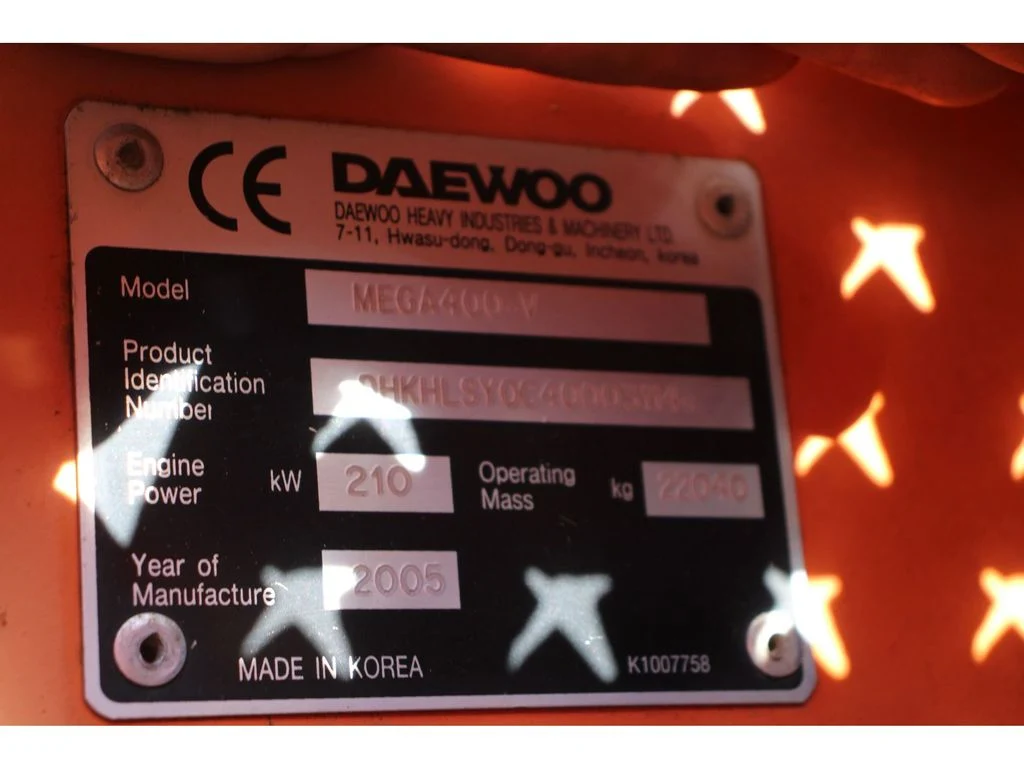 CE DAEWOO
DAEWOO HEAVY INDUSTRIES & MACHINERY LTD.
7-11, Hwasu-dong, Dong-gu, Incheon, korea
Model MEGA400-V
Product
Identification
Number
Engine
Power kW 210 Operating
Mass kg 22040
Year of
Manufacture 2005
MADE IN KOREA K1007758